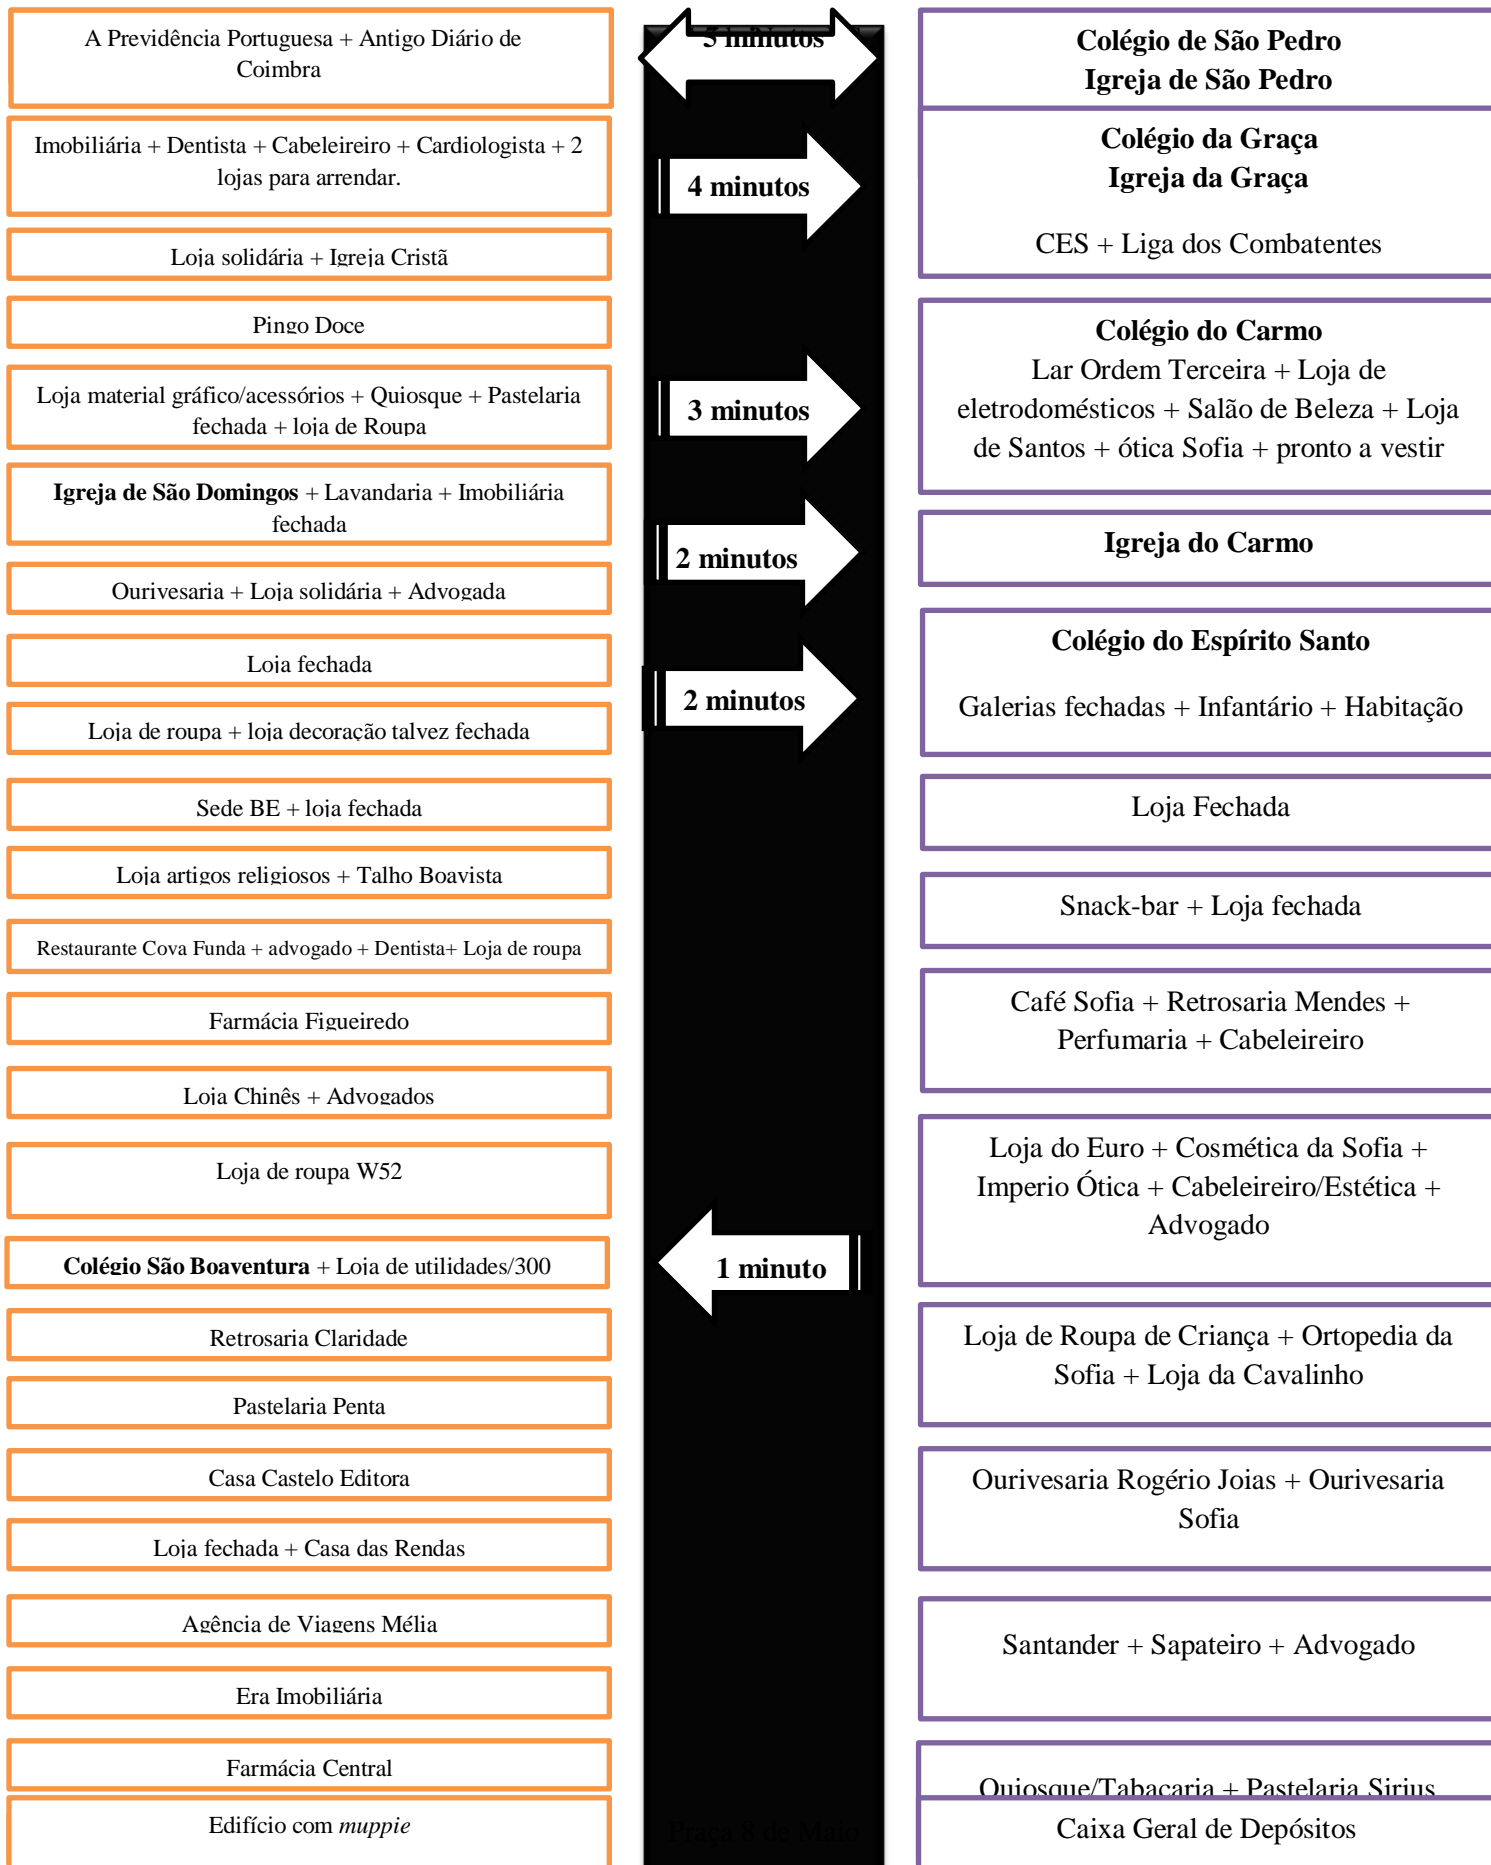 A Previdência Portuguesa + Antigo Diário de
Coimbra
Imobiliária + Dentista + Cabeleireiro + Cardiologista + 2
lojas para arrendar.
Loja solidária + Igreja Cristã
Pingo Doce
Loja material gráfico/acessórios + Quiosque + Pastelaria
fechada + loja de Roupa
Igreja de São Domingos + Lavandaria + Imobiliária
fechada
Ourivesaria + Loja solidária + Advogada
Loja fechada
Loja de roupa + loja decoração talvez fechada
Sede BE + loja fechada
Loja artigos religiosos + Talho Boavista
Restaurante Cova Funda + advogado + Dentista+ Loja de roupa
Farmácia Figueiredo
Loja Chinês + Advogados
Loja de roupa W52
Colégio São Boaventura + Loja de utilidades/300
Retrosaria Claridade
Pastelaria Penta
Casa Castelo Editora
Loja fechada + Casa das Rendas
Agência de Viagens Mélia
Era Imobiliária
Farmácia Central
Edifício com muppie
5 minutos
4 minutos
3 minutos
2 minutos
2 minutos
1 minuto
Praça 8 de Maio
Colégio de São Pedro
Igreja de São Pedro
Colégio da Graça
Igreja da Graça
CES + Liga dos Combatentes
Colégio do Carmo
Lar Ordem Terceira + Loja de
eletrodomésticos + Salão de Beleza + Loja
de Santos + ótica Sofia + pronto a vestir
Igreja do Carmo
Colégio do Espírito Santo
Galerias fechadas + Infantário + Habitação
Loja Fechada
Snack-bar + Loja fechada
Café Sofia + Retrosaria Mendes +
Perfumaria + Cabeleireiro
Loja do Euro + Cosmética da Sofia +
Imperio Ótica + Cabeleireiro/Estética +
Advogado
Loja de Roupa de Criança + Ortopedia da
Sofia + Loja da Cavalinho
Ourivesaria Rogério Joias + Ourivesaria
Sofia
Santander + Sapateiro + Advogado
Quiosque/Tabacaria + Pastelaria Sirius
Caixa Geral de Depósitos